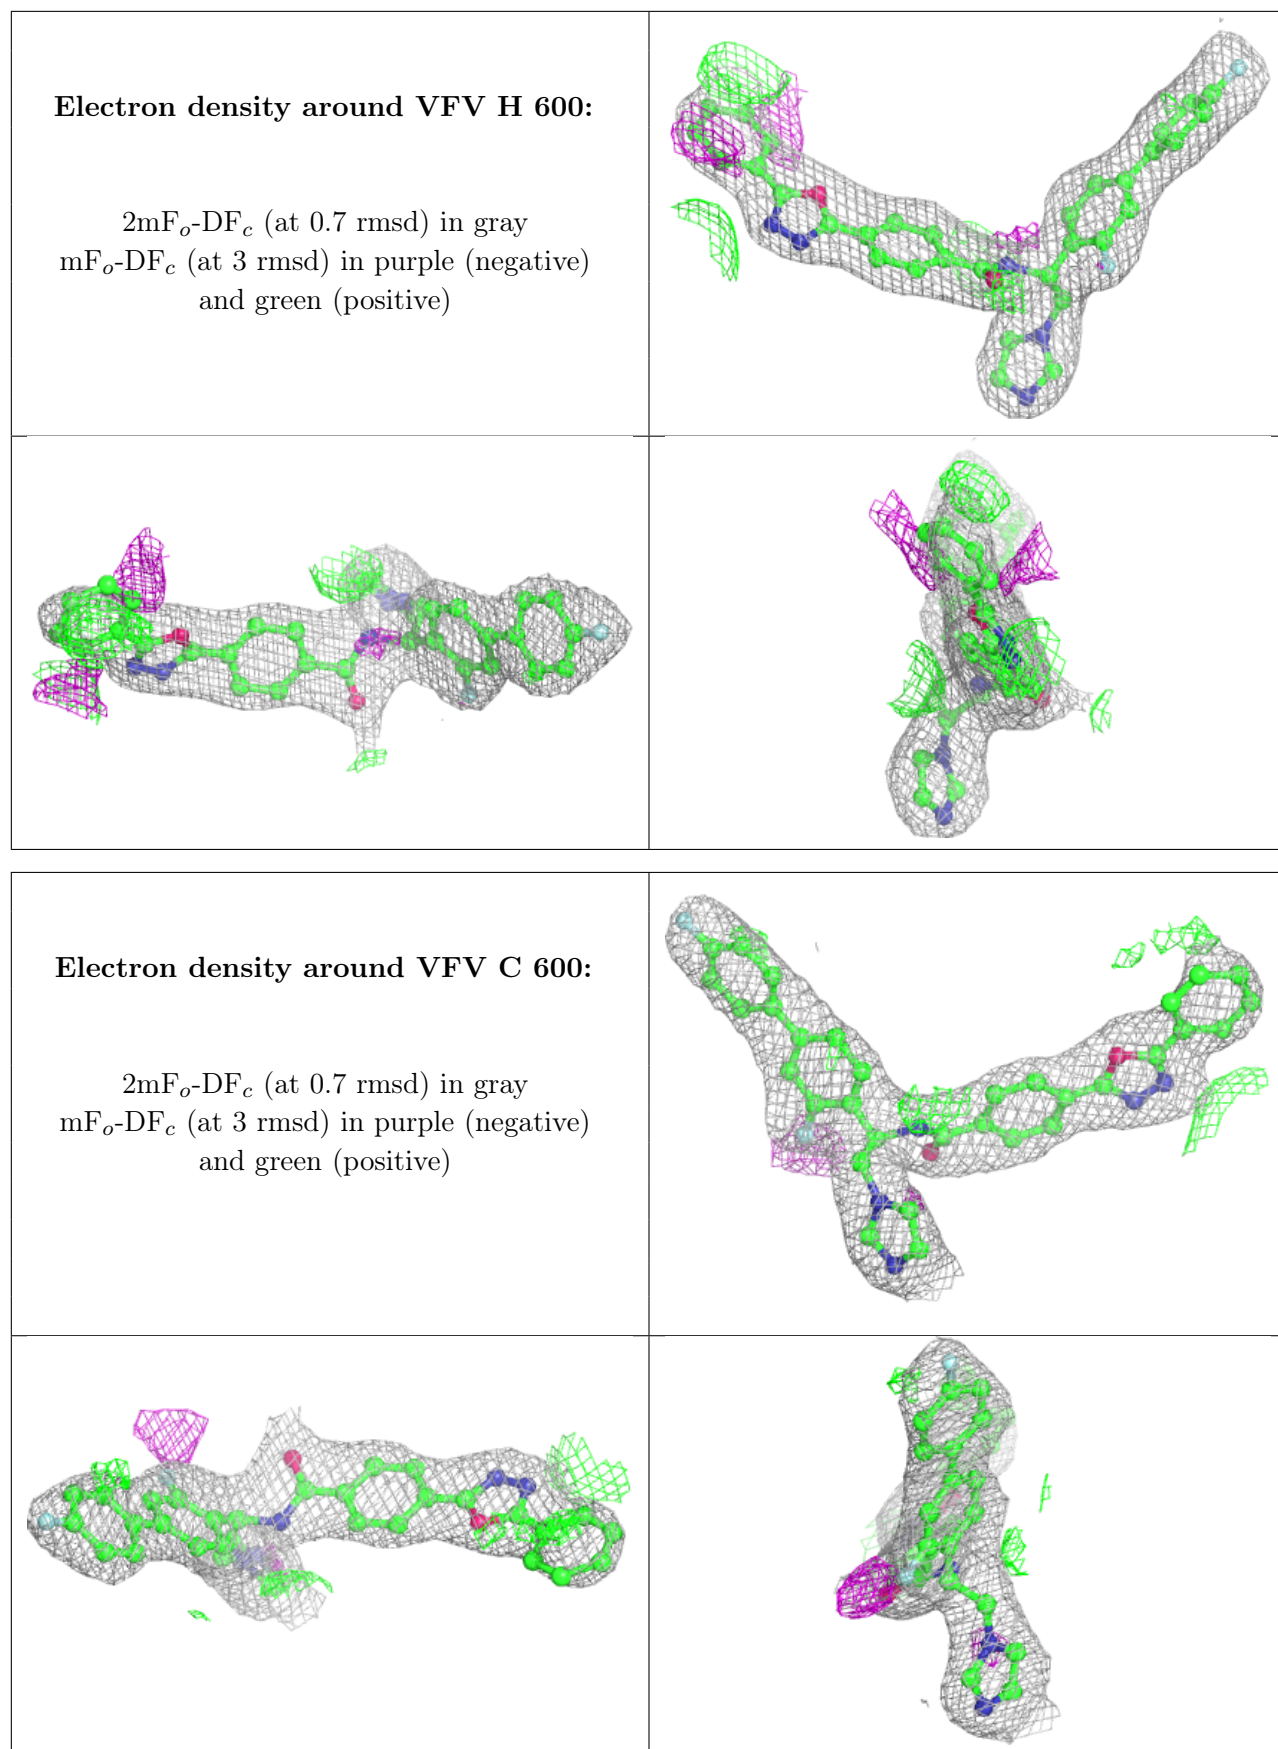 Electron density around VFV H 600:
2mFo-DFc (at 0.7 rmsd) in gray
mFo-DFc (at 3 rmsd) in purple (negative)
and green (positive)
Electron density around VFV C 600:
2mFo-DFc (at 0.7 rmsd) in gray
mFo-DFc (at 3 rmsd) in purple (negative)
and green (positive)